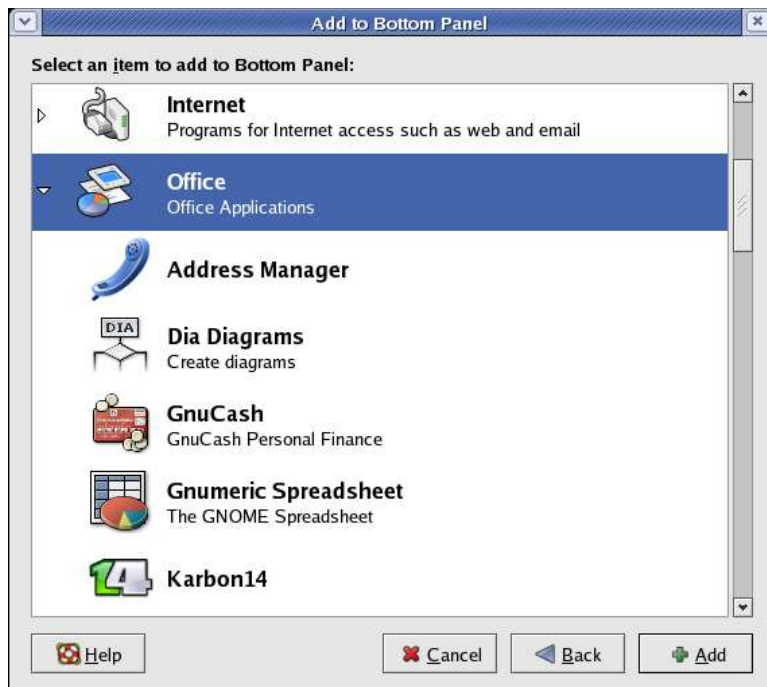 Add to Bottom Panel
Select an item to add to Bottom Panel:
Internet
Programs for Internet access such as web and email
Office
Office Applications
Address Manager
DIA
Dia Diagrams
Create diagrams
GnuCash
GnuCash Personal Finance
Gnumeric Spreadsheet
The GNOME Spreadsheet
14
Karbon14
Help
Cancel
Back
Add